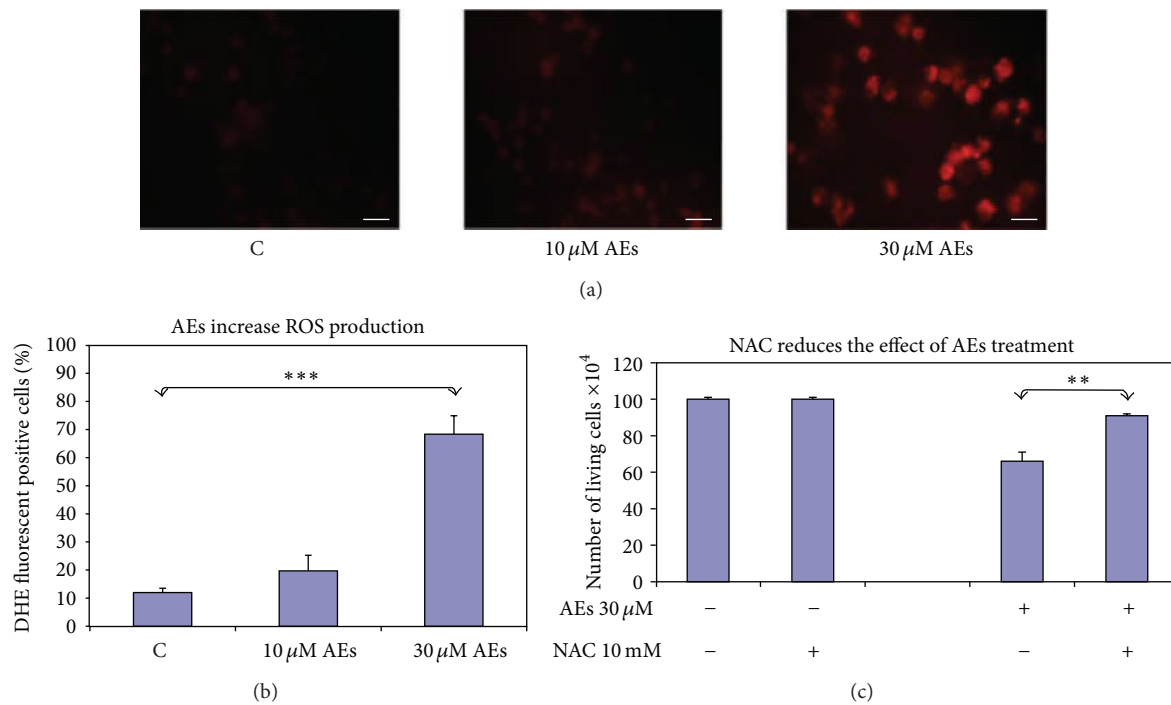 C
10 μM AEs
30 μM AEs
(a)
AEs increase ROS production
DHE fluorescent positive cells (%)
100
90
80
70
60
50
40
30
20
10
0
***
C
10 μM AEs
30 μM AEs
(b)
NAC reduces the effect of AEs treatment
Number of living cells ×10⁴
120
100
80
60
40
20
0
**
AEs 30 μM − − + +
NAC 10 mM − + − +
(c)